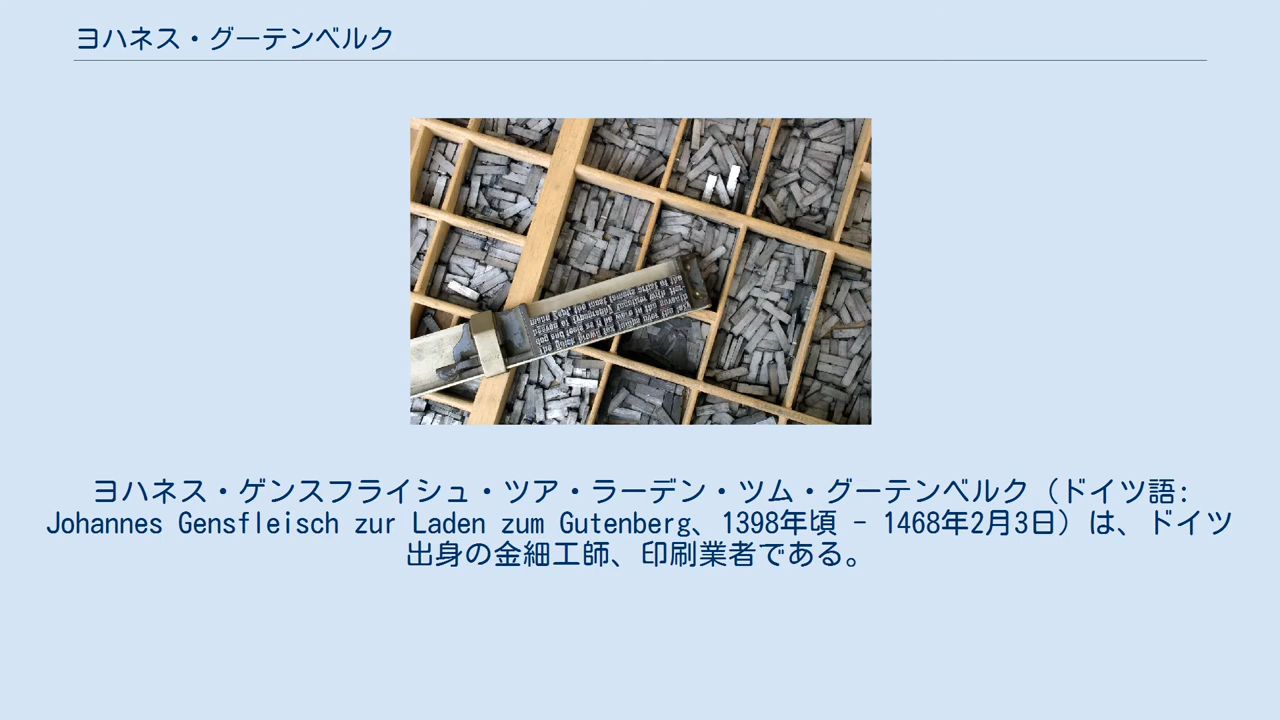 ヨハネス・グーテンベルク
ヨハネス・ゲンスフライシュ・ツア・ラーデン・ツム・グーテンベルク（ドイツ語:
Johannes Gensfleisch zur Laden zum Gutenberg、1398年頃 - 1468年2月3日）は、ドイツ
出身の金細工師、印刷業者である。